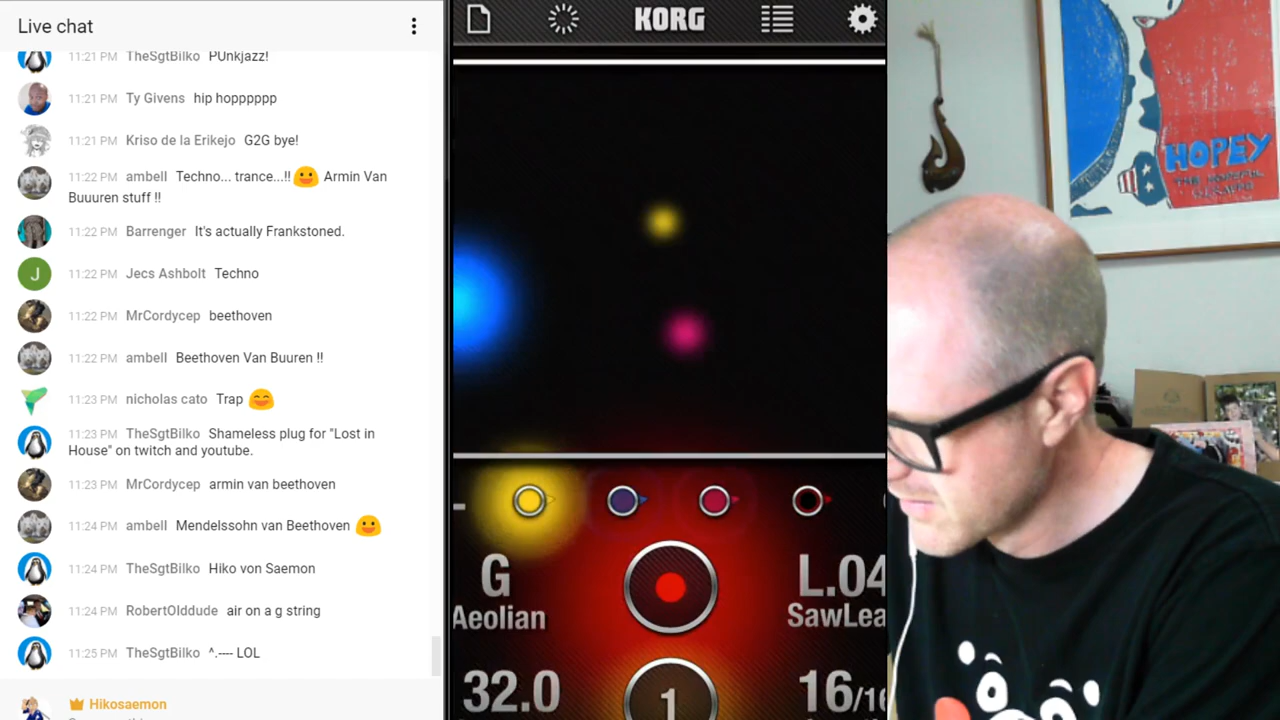 Live chat
11:21 PM TheSgtBilko PUnkjazz!
11:21 PM Ty Givens hip hopppppp
11:21 PM Kriso de la Erikejo G2G bye!
11:22 PM ambell Techno... trance...!! Armin Van
Buuuren stuff !!
11:22 PM Barrenger It's actually Frankstoned.
J
11:22 PM Jecs Ashbolt Techno
11:22 PM MrCordycep beethoven
11:22 PM ambell Beethoven Van Buuren !!
11:23 PM nicholas cato Trap
11:23 PM TheSgtBilko Shameless plug for "Lost in
House" on twitch and youtube.
11:23 PM MrCordycep armin van beethoven
11:24 PM ambell Mendelssohn van Beethoven
11:24 PM TheSgtBilko Hiko von Saemon
11:24 PM RobertOlddude air on a g string
11:25 PM TheSgtBilko ^.---- LOL
Hikosaemon
KORG
G
Aeolian
L.04
SawLea
32.0
1
16/16
HOPEY